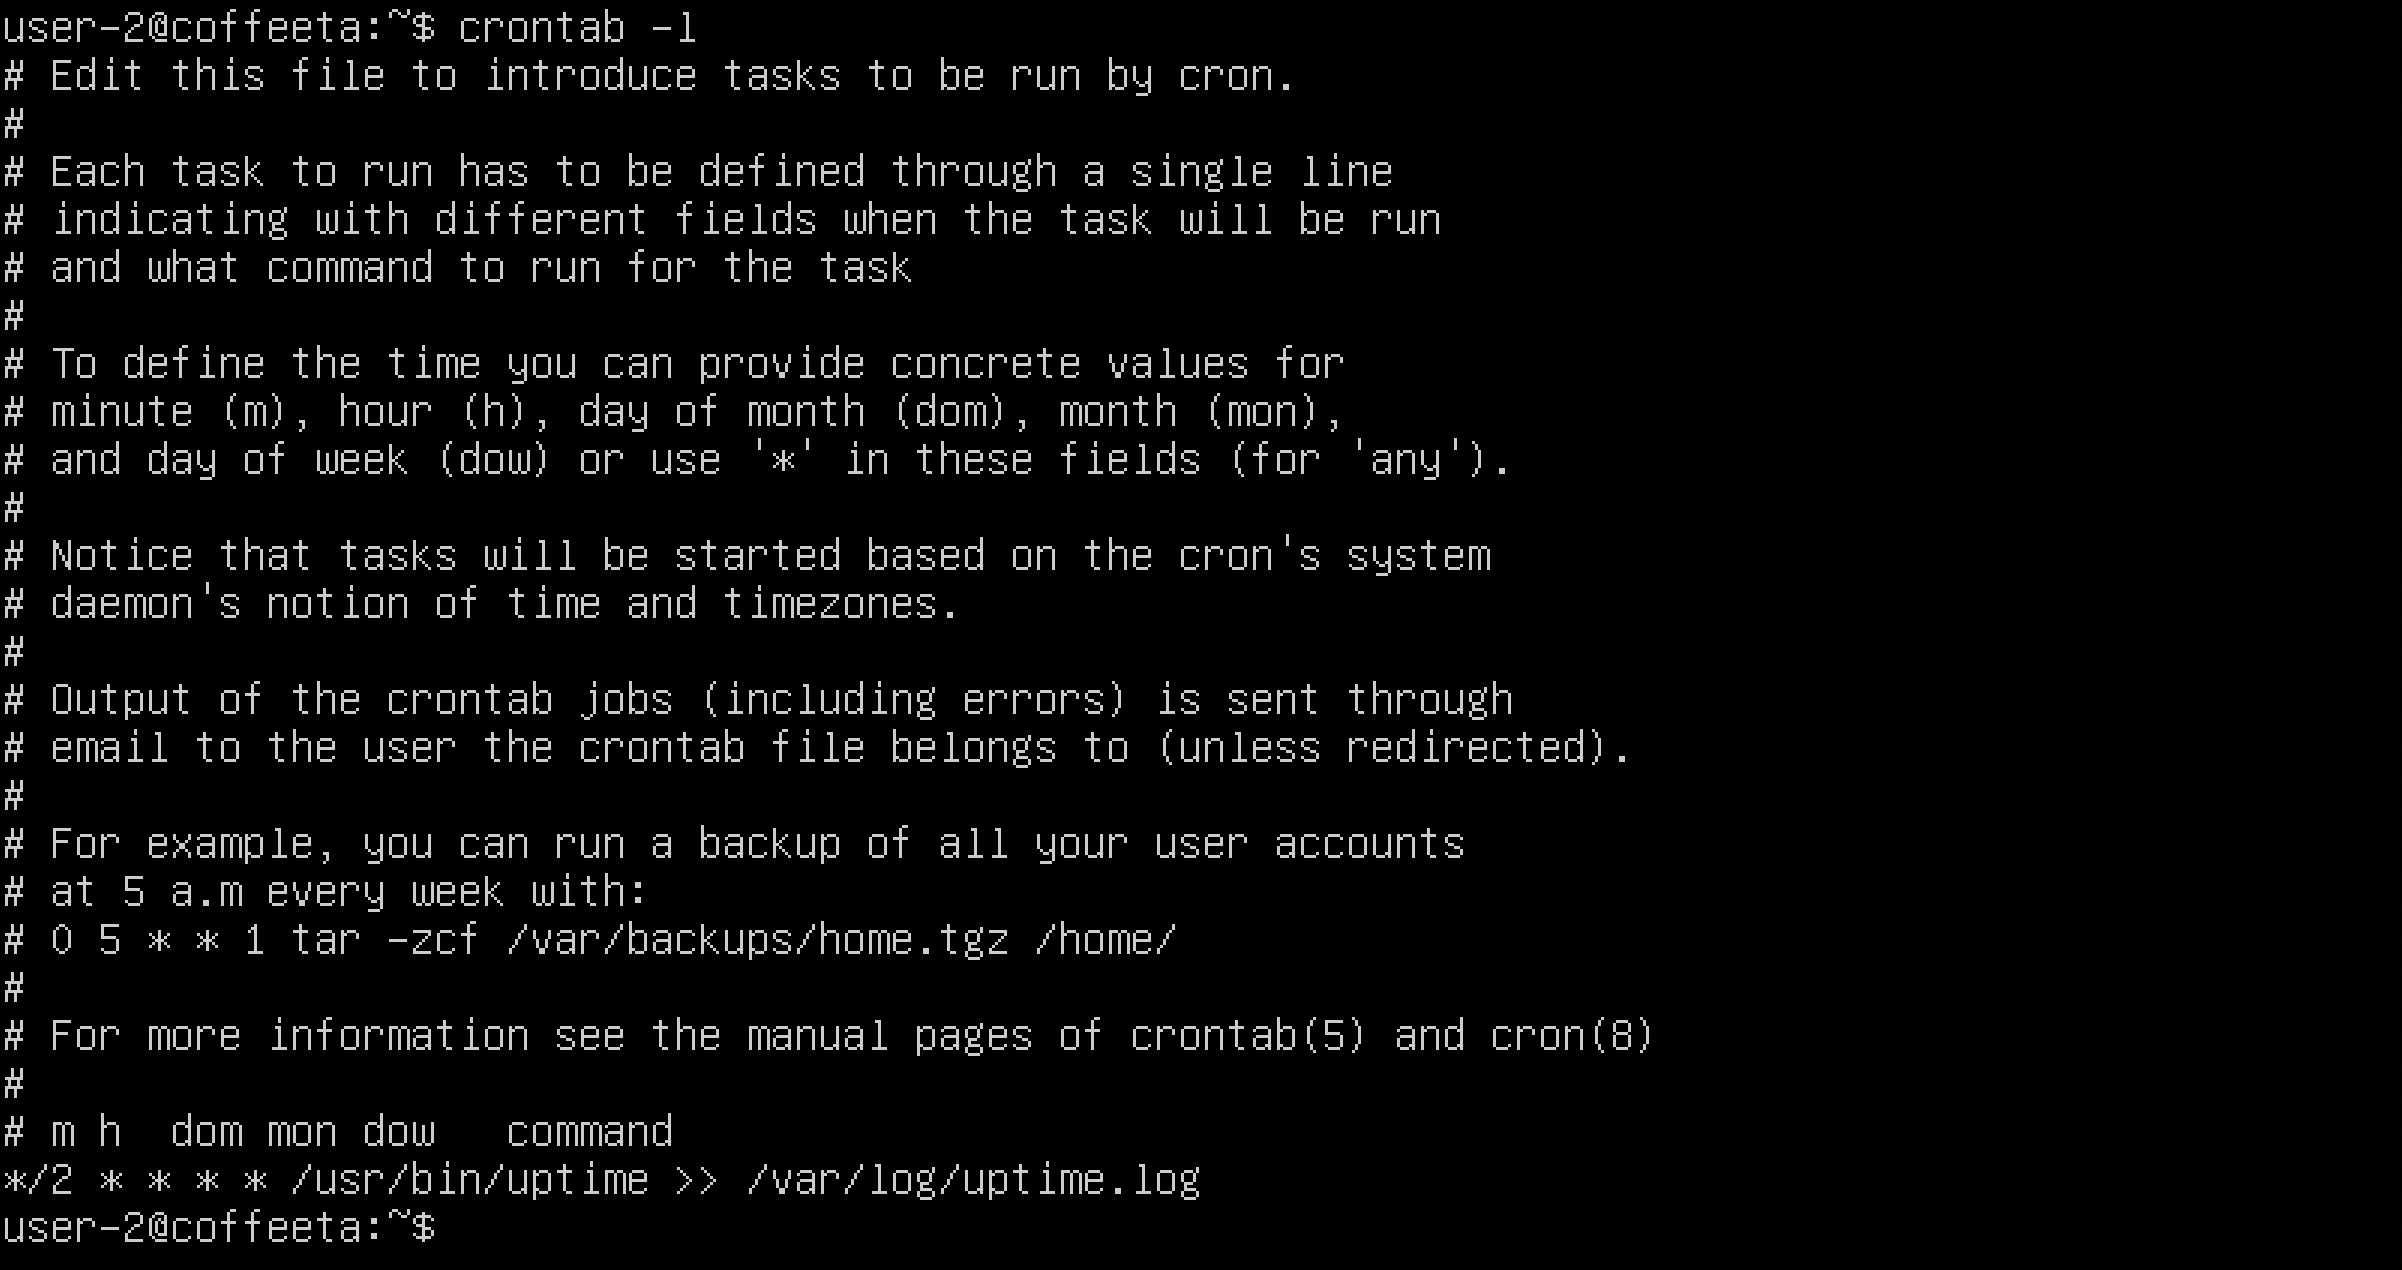 user-2@coffeeta:~$ crontab -l
# Edit this file to introduce tasks to be run by cron.
#
# Each task to run has to be defined through a single line
# indicating with different fields when the task will be run
# and what command to run for the task
#
# To define the time you can provide concrete values for
# minute (m), hour (h), day of month (dom), month (mon),
# and day of week (dow) or use '*' in these fields (for 'any').
#
# Notice that tasks will be started based on the cron's system
# daemon's notion of time and timezones.
#
# Output of the crontab jobs (including errors) is sent through
# email to the user the crontab file belongs to (unless redirected).
#
# For example, you can run a backup of all your user accounts
# at 5 a.m every week with:
# 0 5 * * 1 tar -zcf /var/backups/home.tgz /home/
#
# For more information see the manual pages of crontab(5) and cron(8)
#
# m h  dom mon dow   command
*/2 * * * * /usr/bin/uptime >> /var/log/uptime.log
user-2@coffeeta:~$